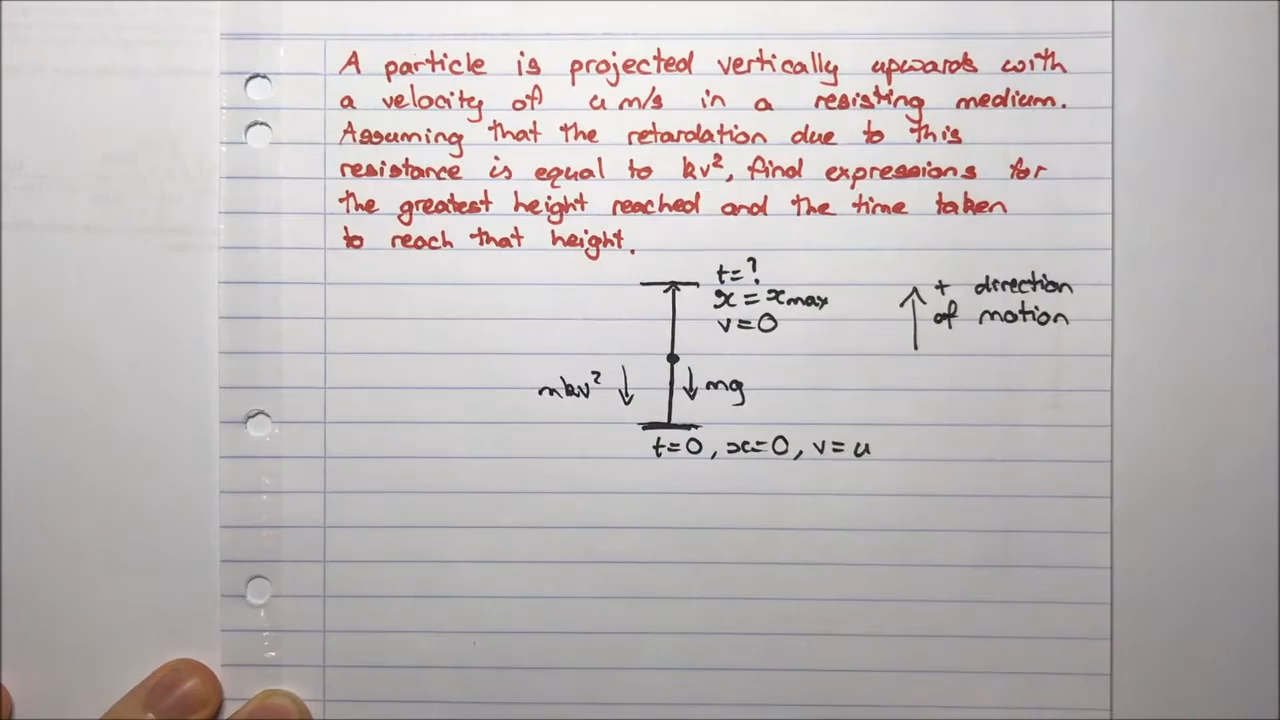 A particle is projected vertically upwards with
a velocity of u m/s in a resisting medium.
Assuming that the retardation due to this
resistance is equal to kv², find expressions for
the greatest height reached and the time taken
to reach that height.
t=?
x = xmax
v=0
+ direction
of motion
mkv²
mg
t=0, x=0, v=u